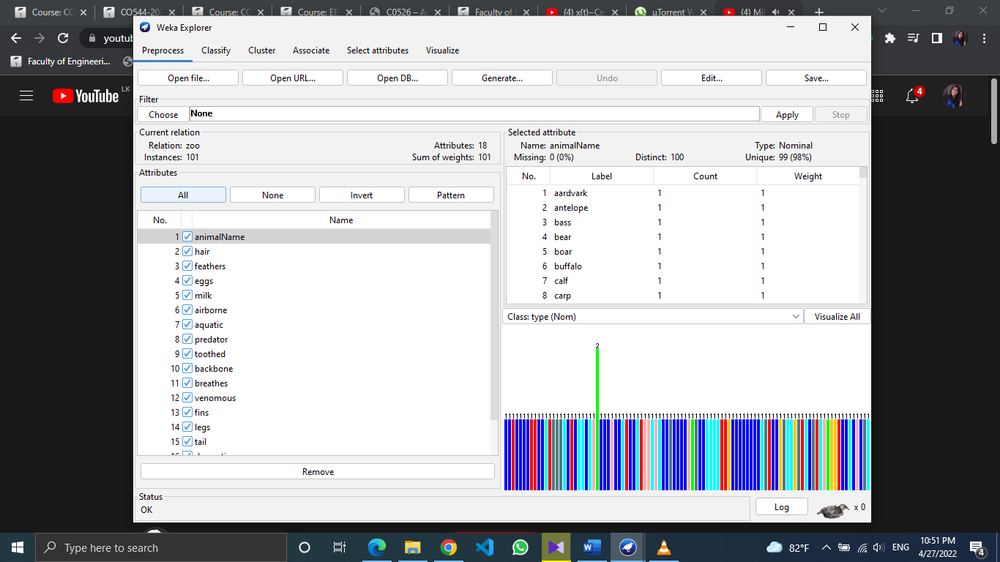 Course: CC
CO544-202
Course: CC
Course: EE
CO526 – A
Faculty of
(4) x(t)–Cr
uTorrent W
(4) Mil
youtu
Faculty of Engineeri...
YouTube LK
4
Weka Explorer
Preprocess Classify Cluster Associate Select attributes Visualize
Open file... Open URL... Open DB... Generate... Undo Edit... Save...
Filter
Choose None Apply Stop
Current relation
Relation: zoo Attributes: 18
Instances: 101 Sum of weights: 101
Attributes
All None Invert Pattern
No. Name
1 animalName
2 hair
3 feathers
4 eggs
5 milk
6 airborne
7 aquatic
8 predator
9 toothed
10 backbone
11 breathes
12 venomous
13 fins
14 legs
15 tail
Remove
Selected attribute
Name: animalName Type: Nominal
Missing: 0 (0%) Distinct: 100 Unique: 99 (98%)
No. Label Count Weight
1 aardvark 1 1
2 antelope 1 1
3 bass 1 1
4 bear 1 1
5 boar 1 1
6 buffalo 1 1
7 calf 1 1
8 carp 1 1
Class: type (Nom) Visualize All
2
Status
OK
Log x 0
Type here to search
82°F ENG 10:51 PM
4/27/2022
4